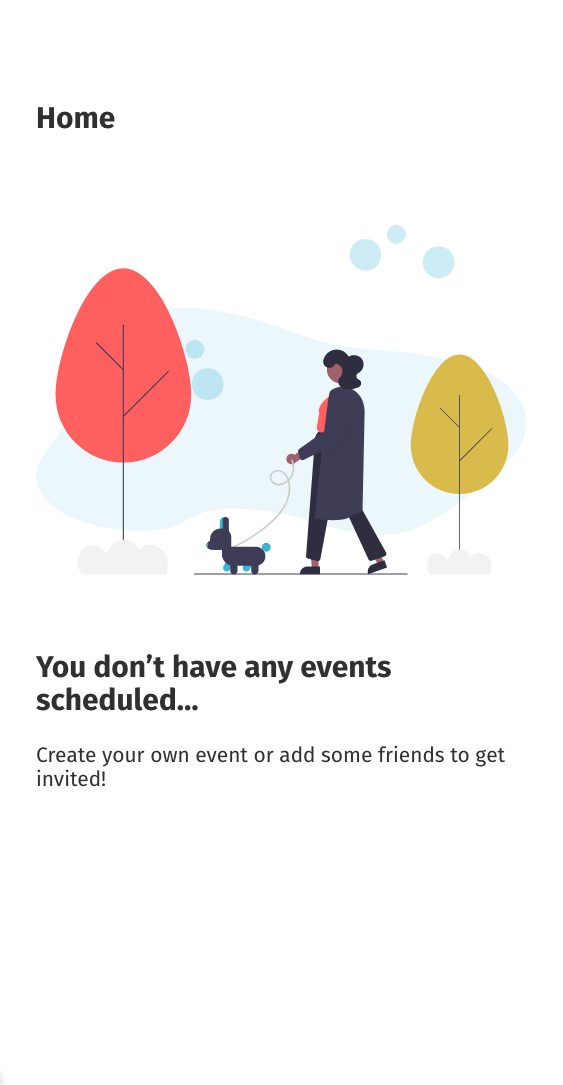 Home
You don’t have any events
scheduled...
Create your own event or add some friends to get
invited!